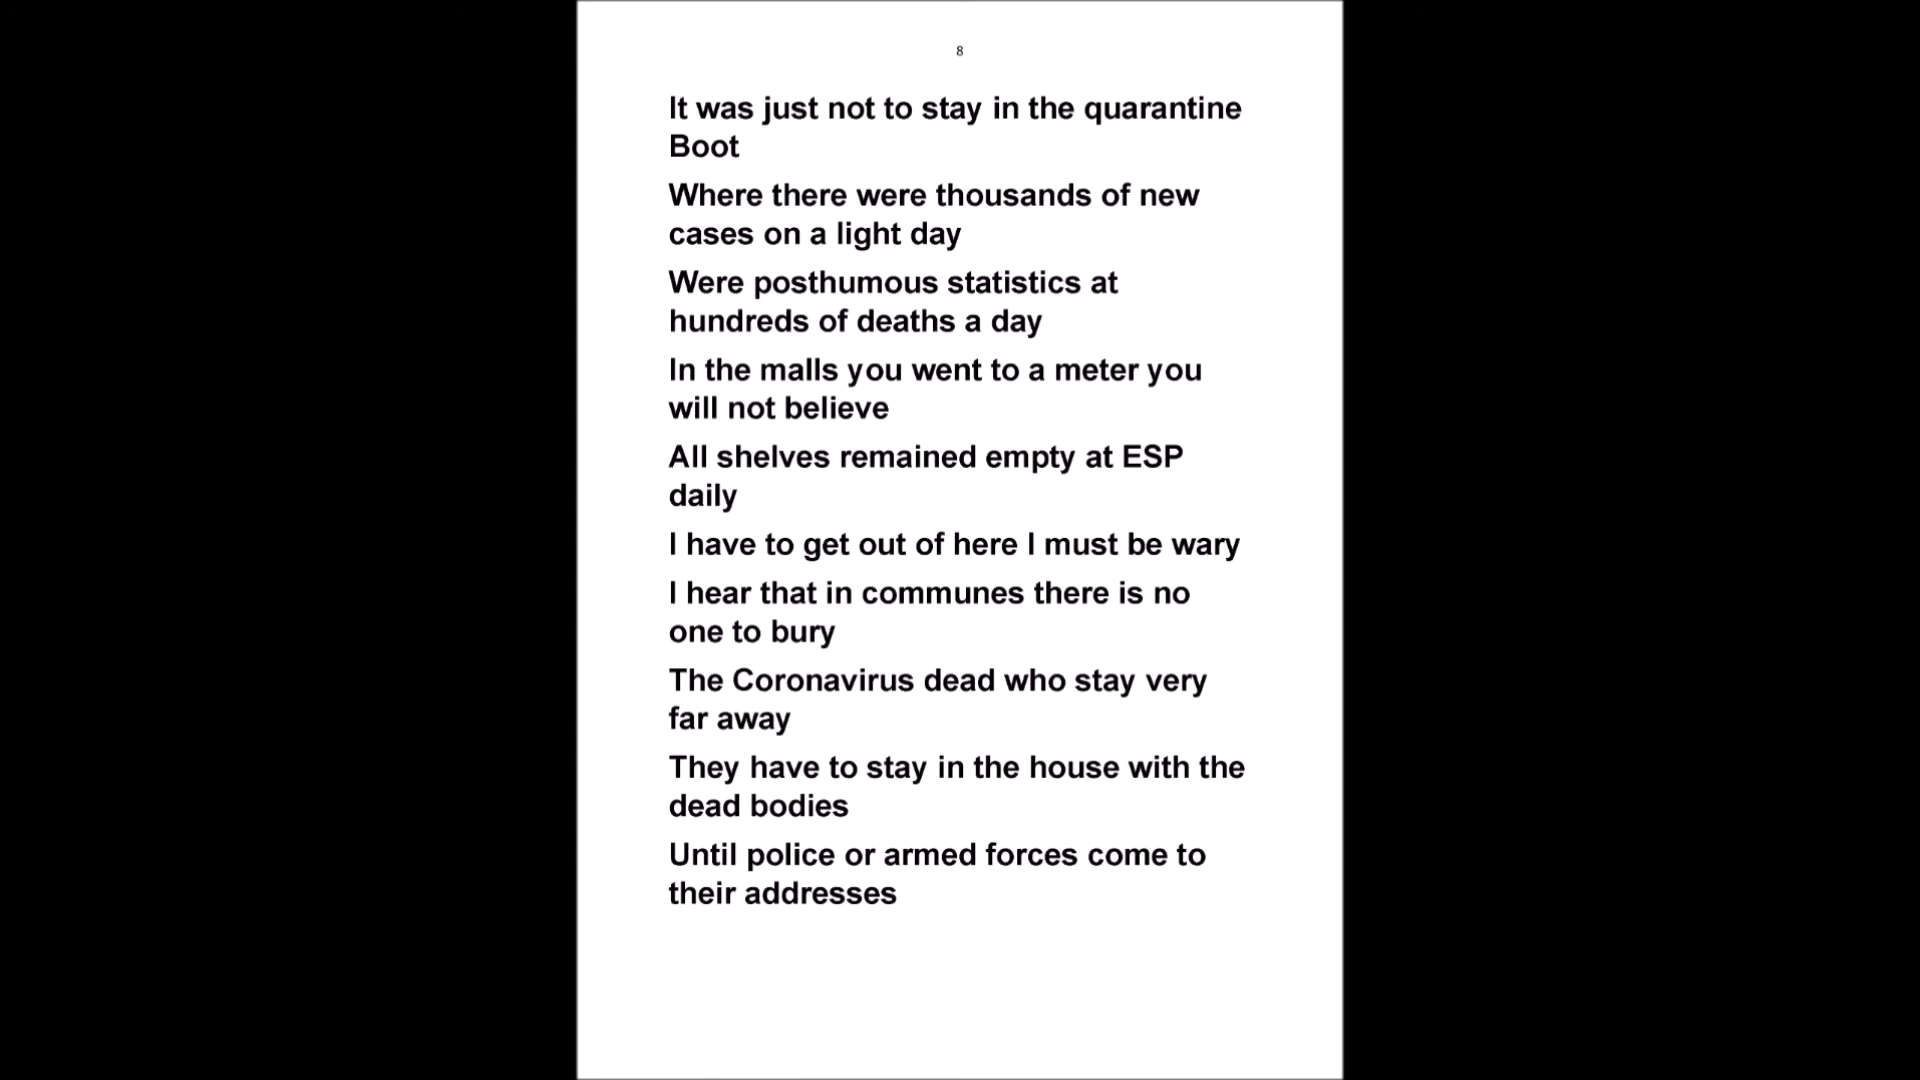 8
It was just not to stay in the quarantine
Boot
Where there were thousands of new
cases on a light day
Were posthumous statistics at
hundreds of deaths a day
In the malls you went to a meter you
will not believe
All shelves remained empty at ESP
daily
I have to get out of here I must be wary
I hear that in communes there is no
one to bury
The Coronavirus dead who stay very
far away
They have to stay in the house with the
dead bodies
Until police or armed forces come to
their addresses